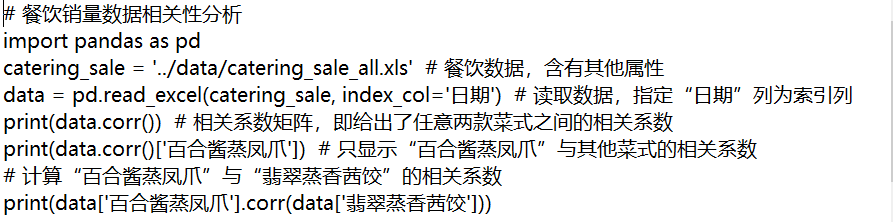 # 餐饮销量数据相关性分析
import pandas as pd
catering_sale = '../data/catering_sale_all.xls'  # 餐饮数据，含有其他属性
data = pd.read_excel(catering_sale, index_col='日期')  # 读取数据，指定“日期”列为索引列
print(data.corr())  # 相关系数矩阵，即给出了任意两款菜式之间的相关系数
print(data.corr()['百合酱蒸凤爪'])  # 只显示“百合酱蒸凤爪”与其他菜式的相关系数
# 计算“百合酱蒸凤爪”与“翡翠蒸香茜饺”的相关系数
print(data['百合酱蒸凤爪'].corr(data['翡翠蒸香茜饺']))